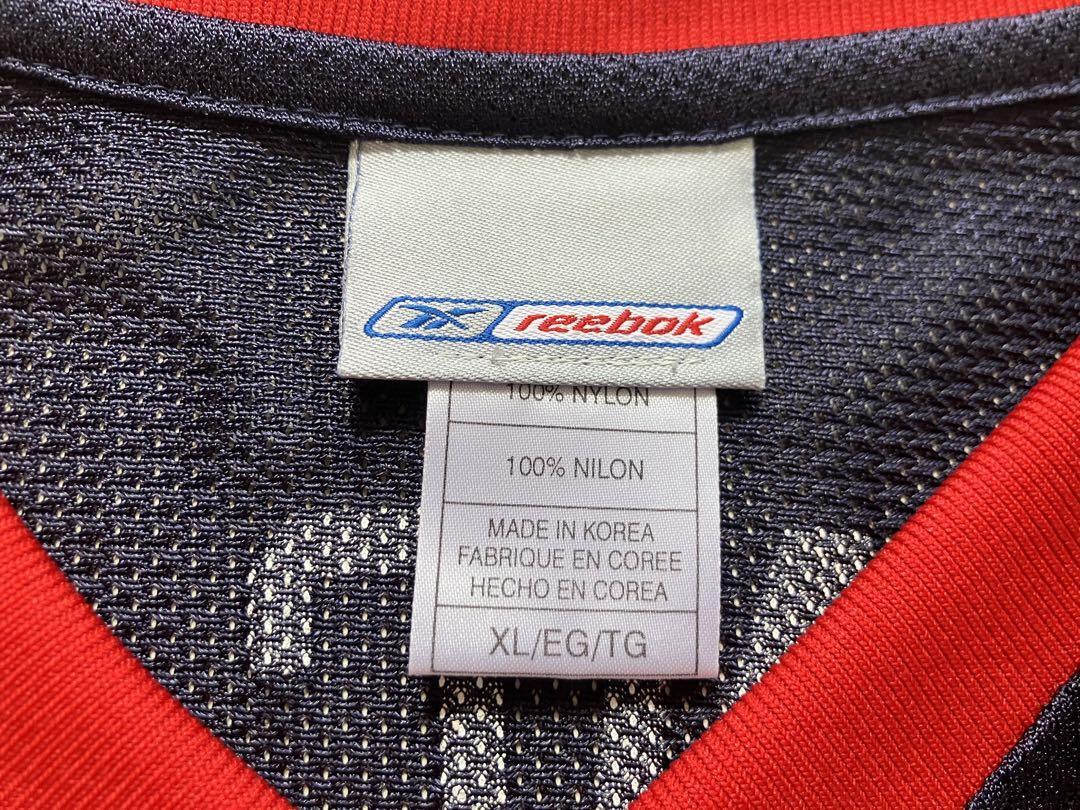 reebok
100% NYLON
100% NILON
MADE IN KOREA
FABRIQUE EN COREE
HECHO EN COREA
XL/EG/TG